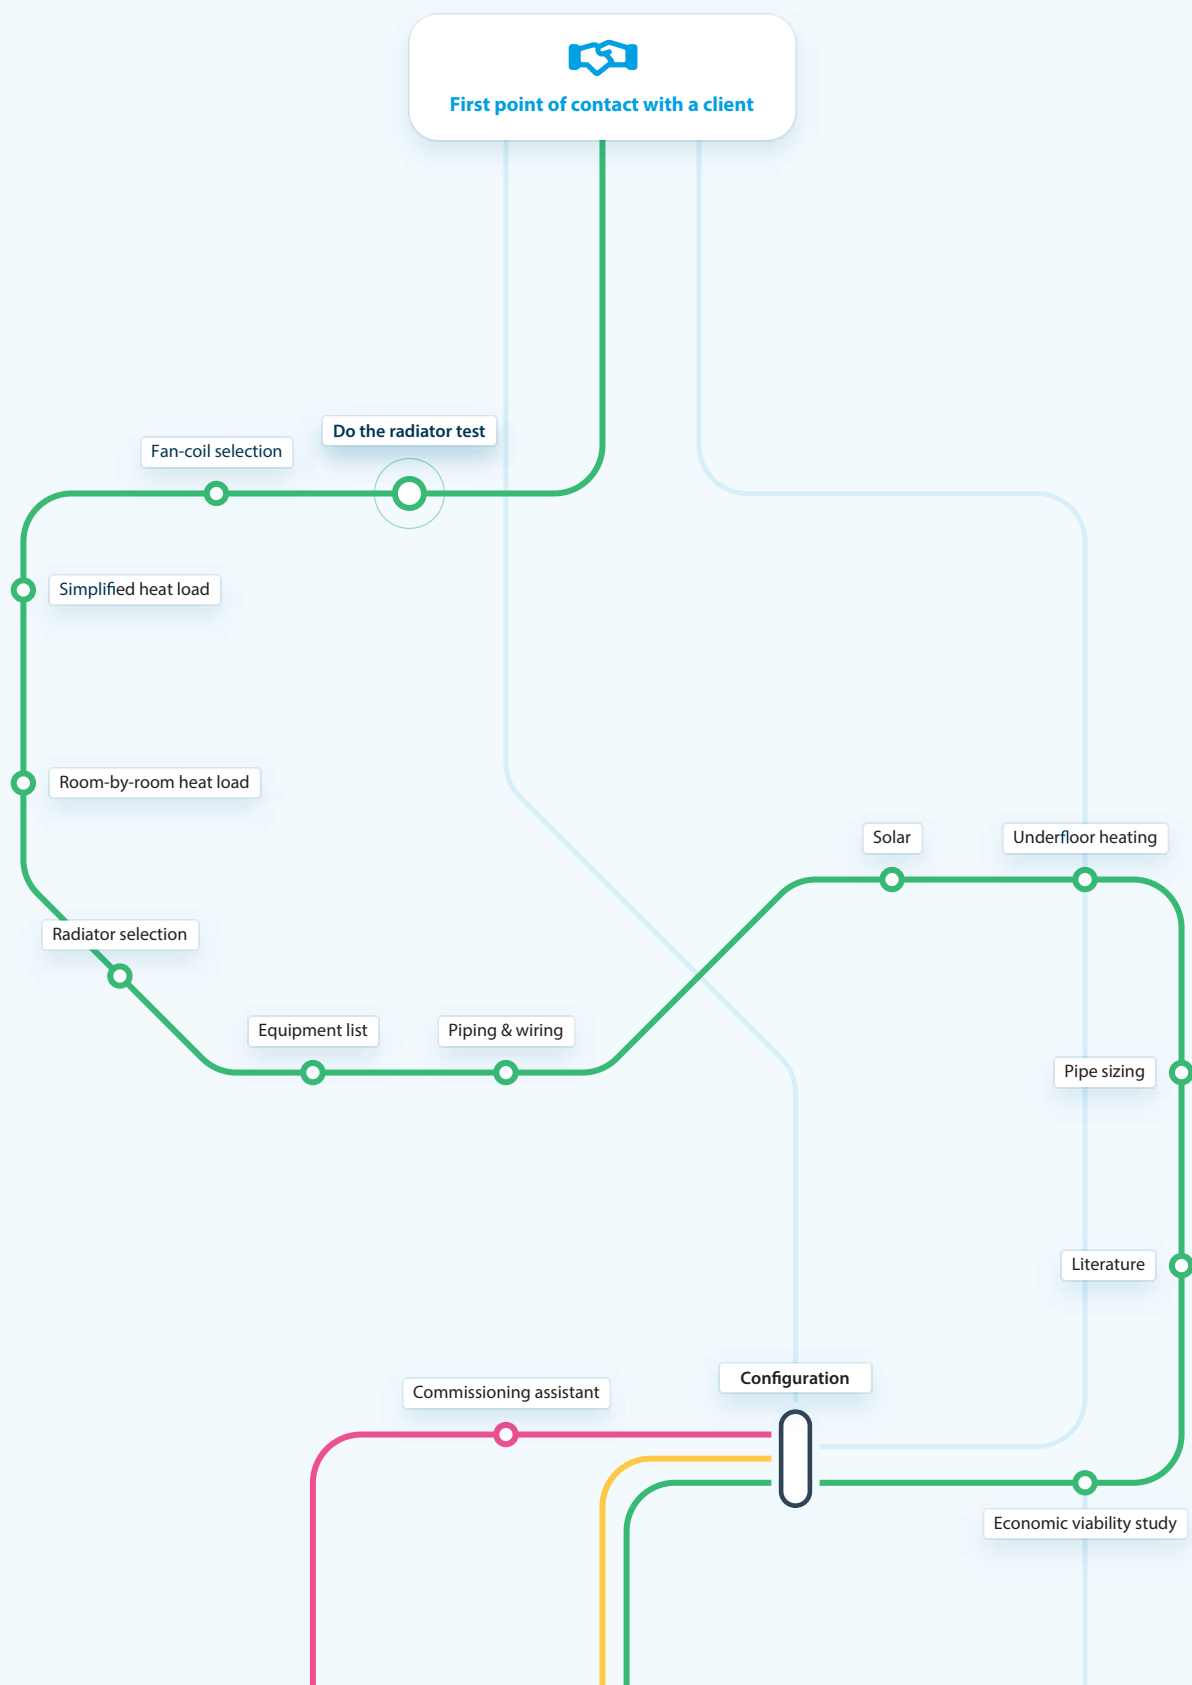 First point of contact with a client
Do the radiator test
Fan-coil selection
Simplified heat load
Room-by-room heat load
Solar
Underfloor heating
Radiator selection
Equipment list
Piping & wiring
Pipe sizing
Literature
Configuration
Commissioning assistant
Economic viability study